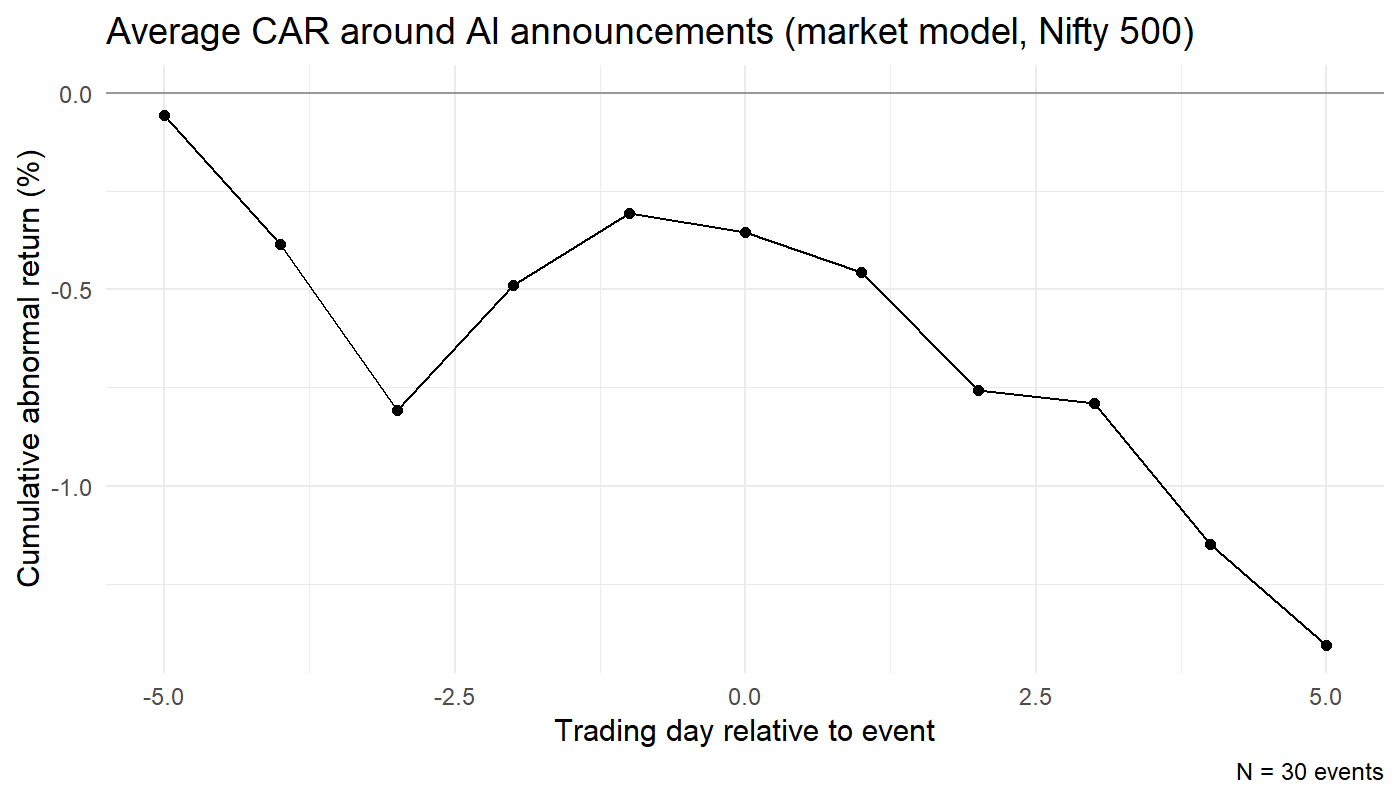 Average CAR around AI announcements (market model, Nifty 500)
Cumulative abnormal return (%)
0.0
-0.5
-1.0
-5.0 -2.5 0.0 2.5 5.0
Trading day relative to event
N = 30 events